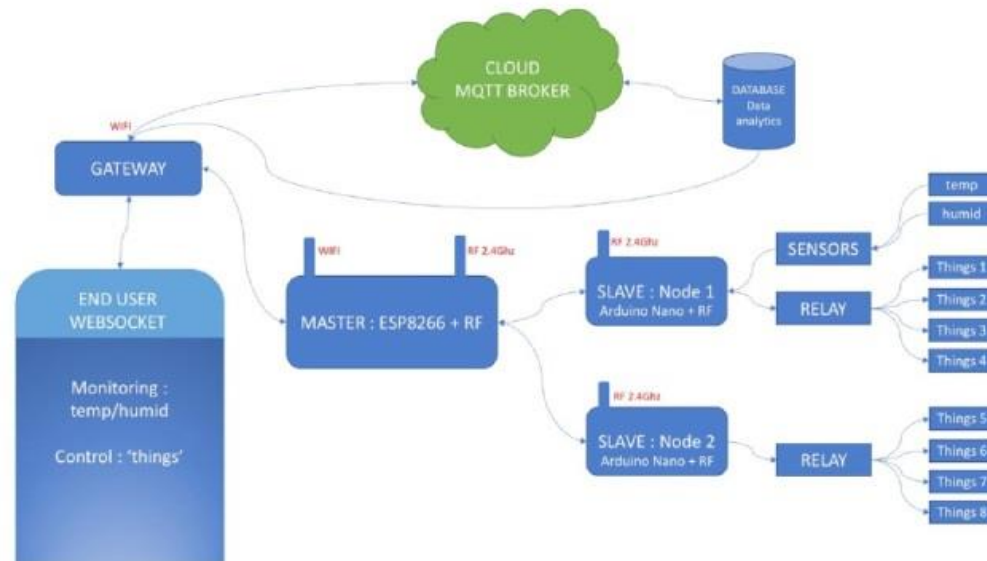 CLOUD
MQTT BROKER
DATABASE
Data
analytics
WIFI
GATEWAY
END USER
WEBSOCKET
Monitoring :
temp/humid
Control : 'things'
WIFI
RF 2.4Ghz
MASTER : ESP8266 + RF
RF 2.4Ghz
SLAVE : Node 1
Arduino Nano + RF
SENSORS
temp
humid
RELAY
Things 1
Things 2
Things 3
Things 4
RF 2.4Ghz
SLAVE : Node 2
Arduino Nano + RF
RELAY
Things 5
Things 6
Things 7
Things 8